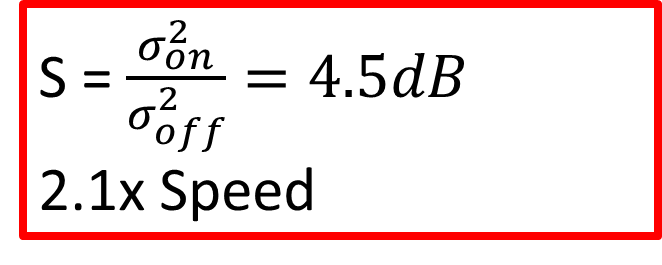 S = σ²on / σ²off = 4.5dB
2.1x Speed